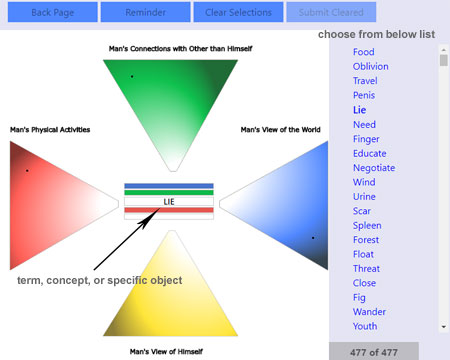 Back Page
Reminder
Clear Selections
Submit Cleared
choose from below list
Man's Connections with Other than Himself
Man's Physical Activities
Man's View of the World
LIE
term, concept, or specific object
Man's View of Himself
Food
Oblivion
Travel
Penis
Lie
Need
Finger
Educate
Negotiate
Wind
Urine
Scar
Spleen
Forest
Float
Threat
Close
Fig
Wander
Youth
477 of 477